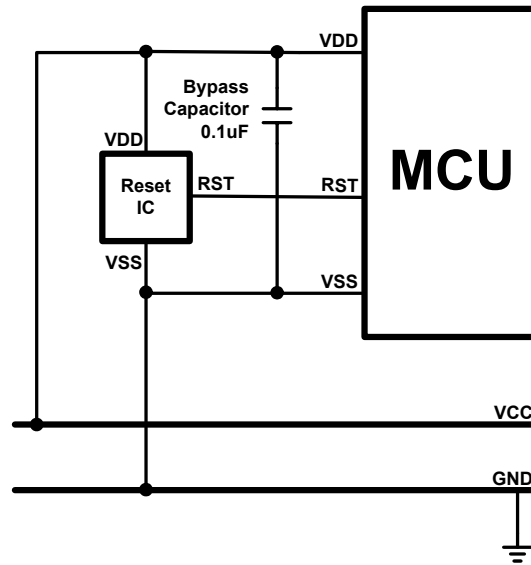 VDD
Bypass
Capacitor
0.1uF
VDD
Reset
IC
RST
RST
MCU
VSS
VSS
VCC
GND